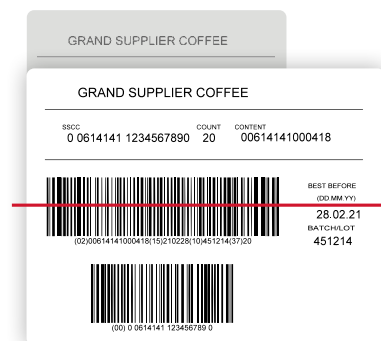 GRAND SUPPLIER COFFEE
GRAND SUPPLIER COFFEE
SSCC COUNT CONTENT
0 0614141 1234567890 20 00614141000418
BEST BEFORE
(DD.MM.YY)
28.02.21
BATCH/LOT
451214
(02)00614141000418(15)210228(10)451214(37)20
(00) 0 0614141 123456789 0